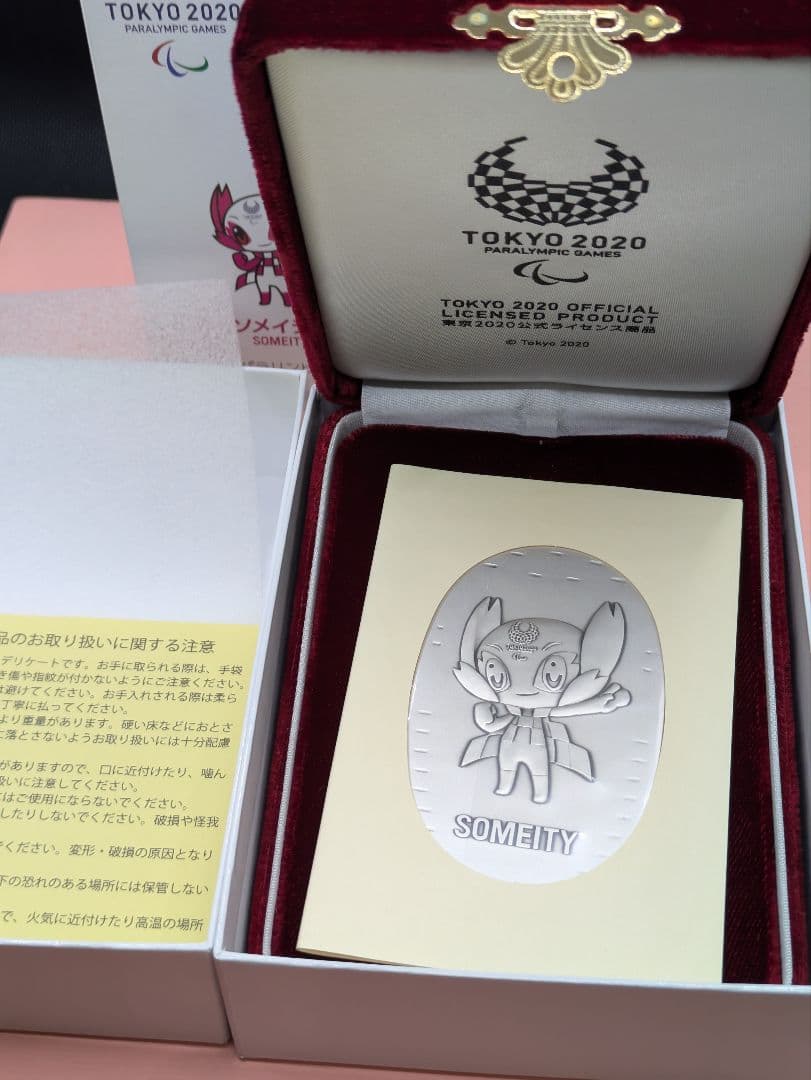 TOKYO 2020
PARALYMPIC GAMES
SOMEITY
TOKYO 2020
PARALYMPIC GAMES
TOKYO 2020 OFFICIAL
LICENSED PRODUCT
東京2020公式ライセンス商品
© Tokyo 2020
SOMEITY
品のお取り扱いに関する注意
デリケートです。お手に取られる際は、手袋
き傷や指紋が付かないようにご注意ください。
は避けてください。お手入れされる際は柔ら
丁寧に払ってください。
より重量があります。硬い床などにおとさ
に落とさないようお取り扱いには十分配慮
がありますので、口に近付けたり、噛ん
扱いに注意してください。
にはご使用にならないでください。
したりしないでください。破損や怪我
ください。変形・破損の原因となり
下の恐れのある場所には保管しない
で、火気に近付けたり高温の場所